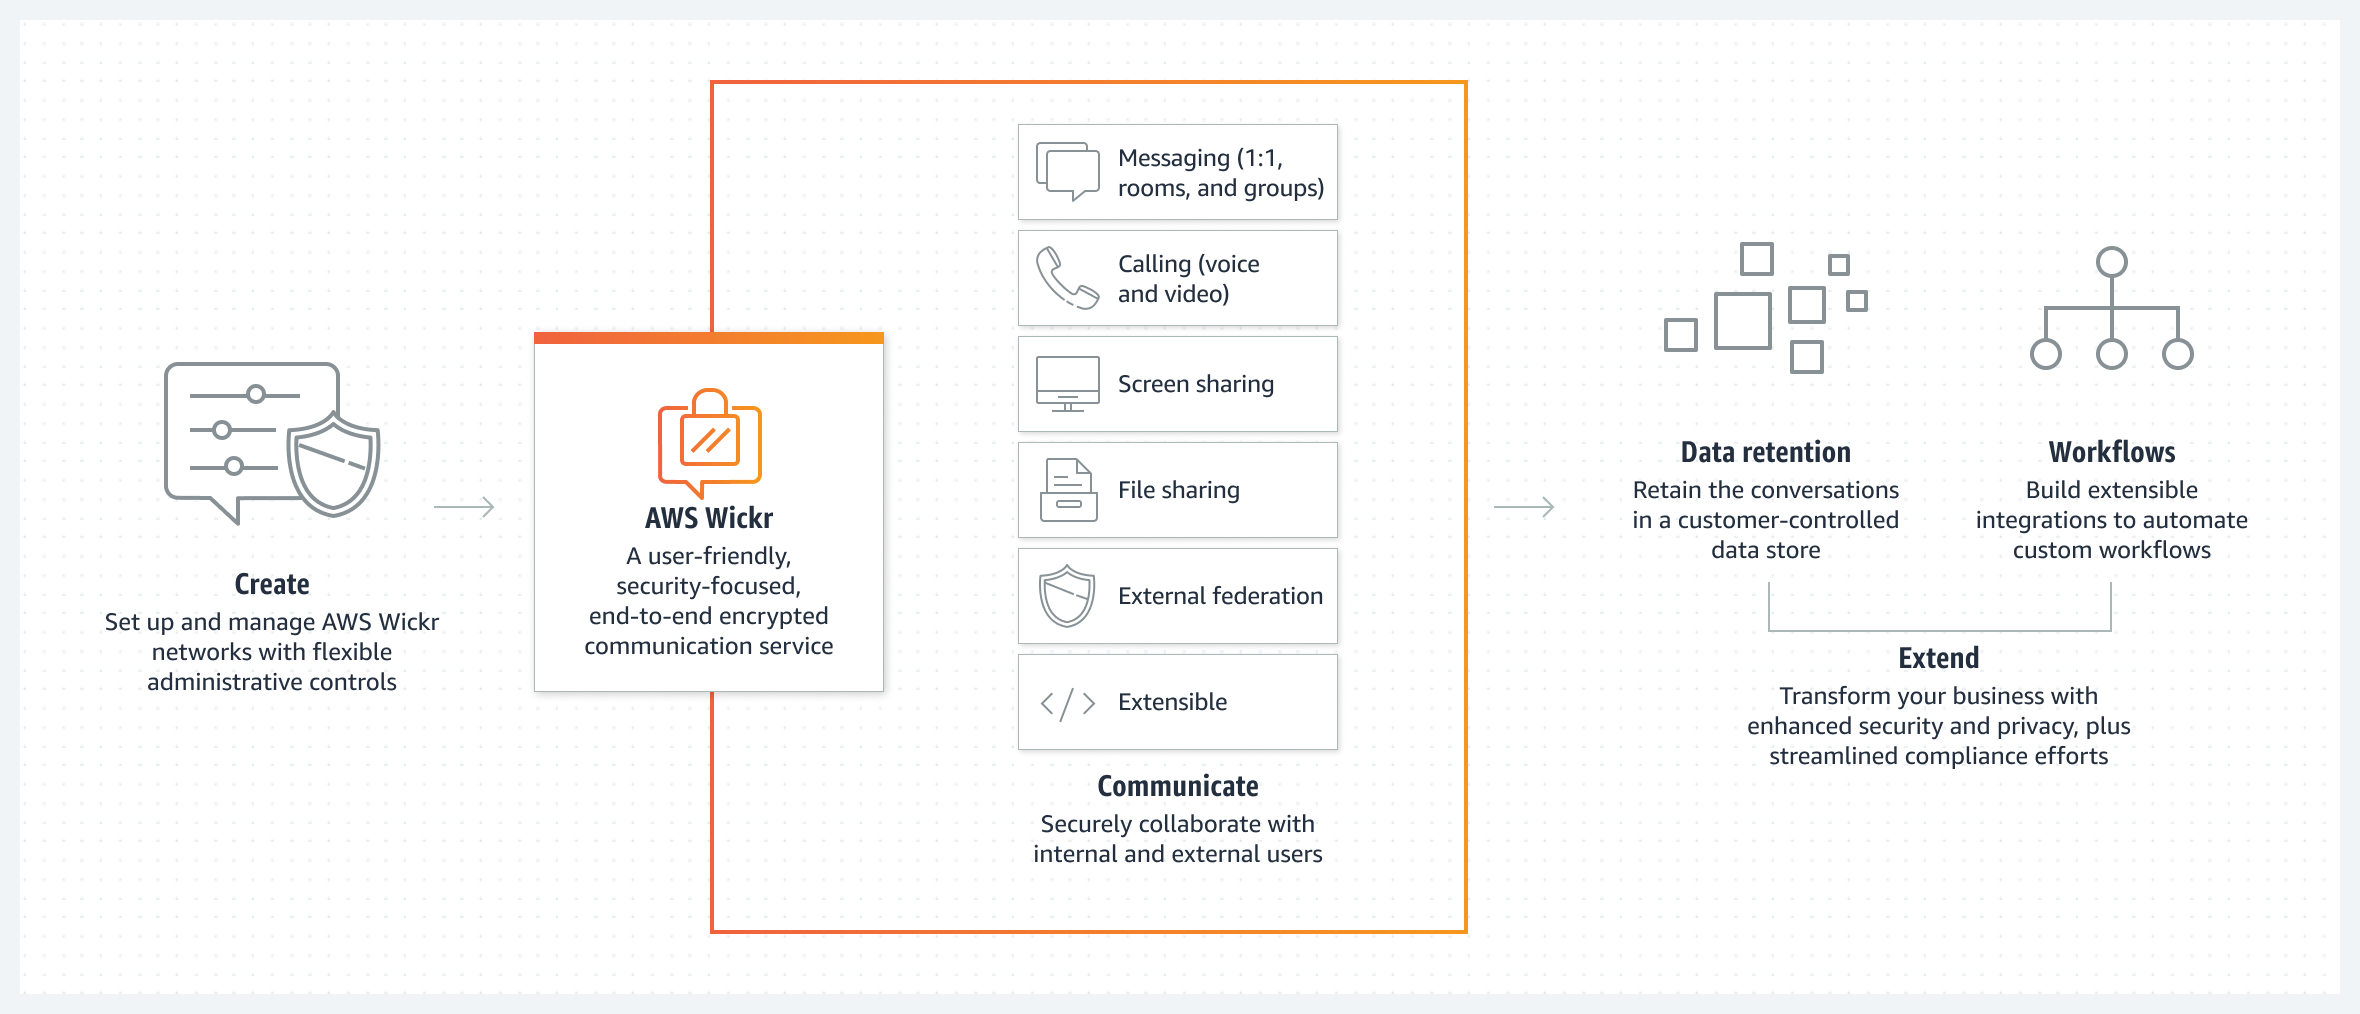 Create
Set up and manage AWS Wickr
networks with flexible
administrative controls
AWS Wickr
A user-friendly,
security-focused,
end-to-end encrypted
communication service
Messaging (1:1,
rooms, and groups)
Calling (voice
and video)
Screen sharing
File sharing
External federation
Extensible
Communicate
Securely collaborate with
internal and external users
Data retention
Retain the conversations
in a customer-controlled
data store
Workflows
Build extensible
integrations to automate
custom workflows
Extend
Transform your business with
enhanced security and privacy, plus
streamlined compliance efforts